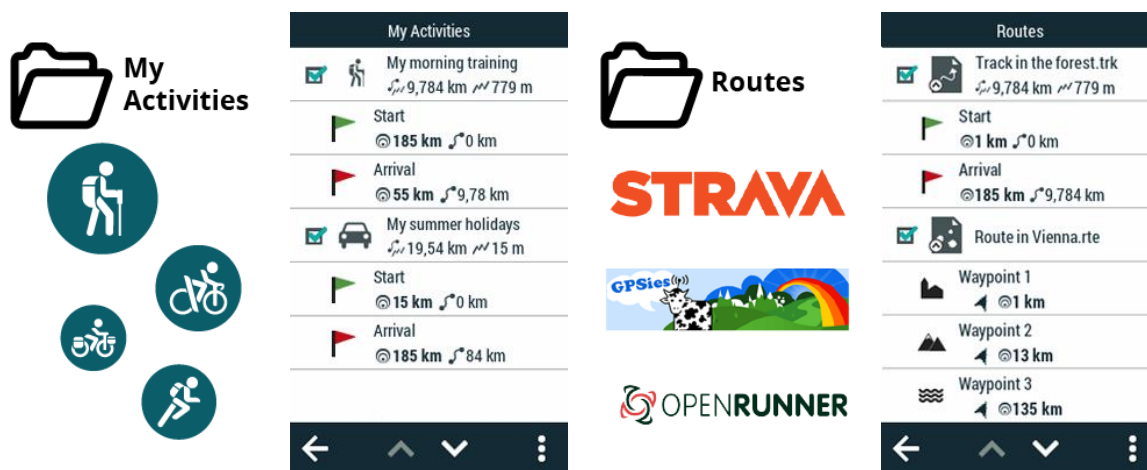 My
Activities
My Activities
My morning training
9,784 km 779 m
Start
185 km 0 km
Arrival
55 km 9,78 km
My summer holidays
19,54 km 15 m
Start
15 km 0 km
Arrival
185 km 84 km
Routes
STRAVA
GPSies
OPENRUNNER
Routes
Track in the forest.trk
9,784 km 779 m
Start
1 km 0 km
Arrival
185 km 9,784 km
Route in Vienna.rte
Waypoint 1
1 km
Waypoint 2
13 km
Waypoint 3
135 km